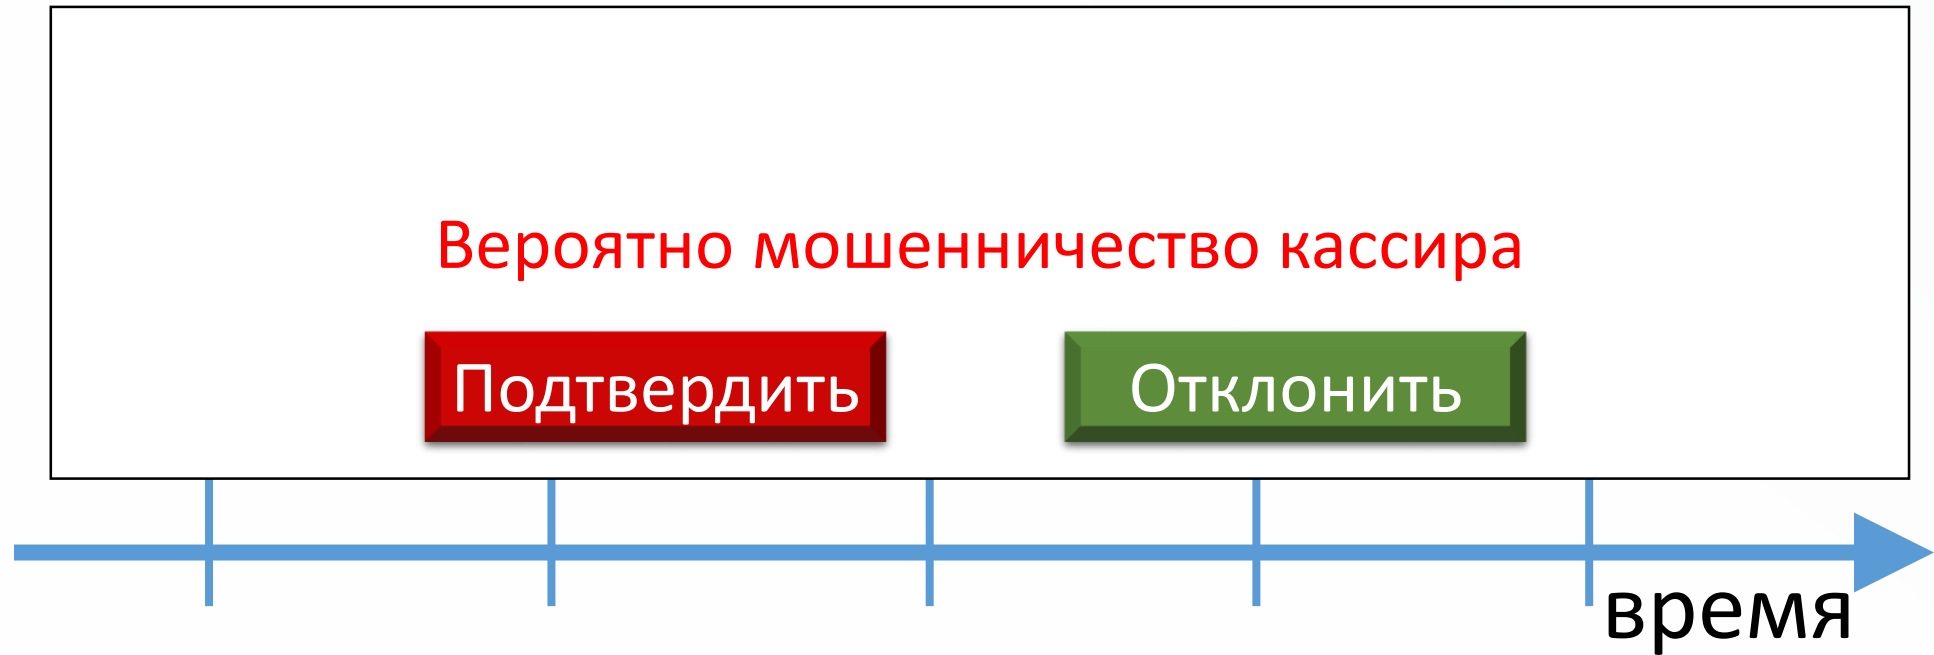 Вероятно мошенничество кассира
Подтвердить Отклонить
время